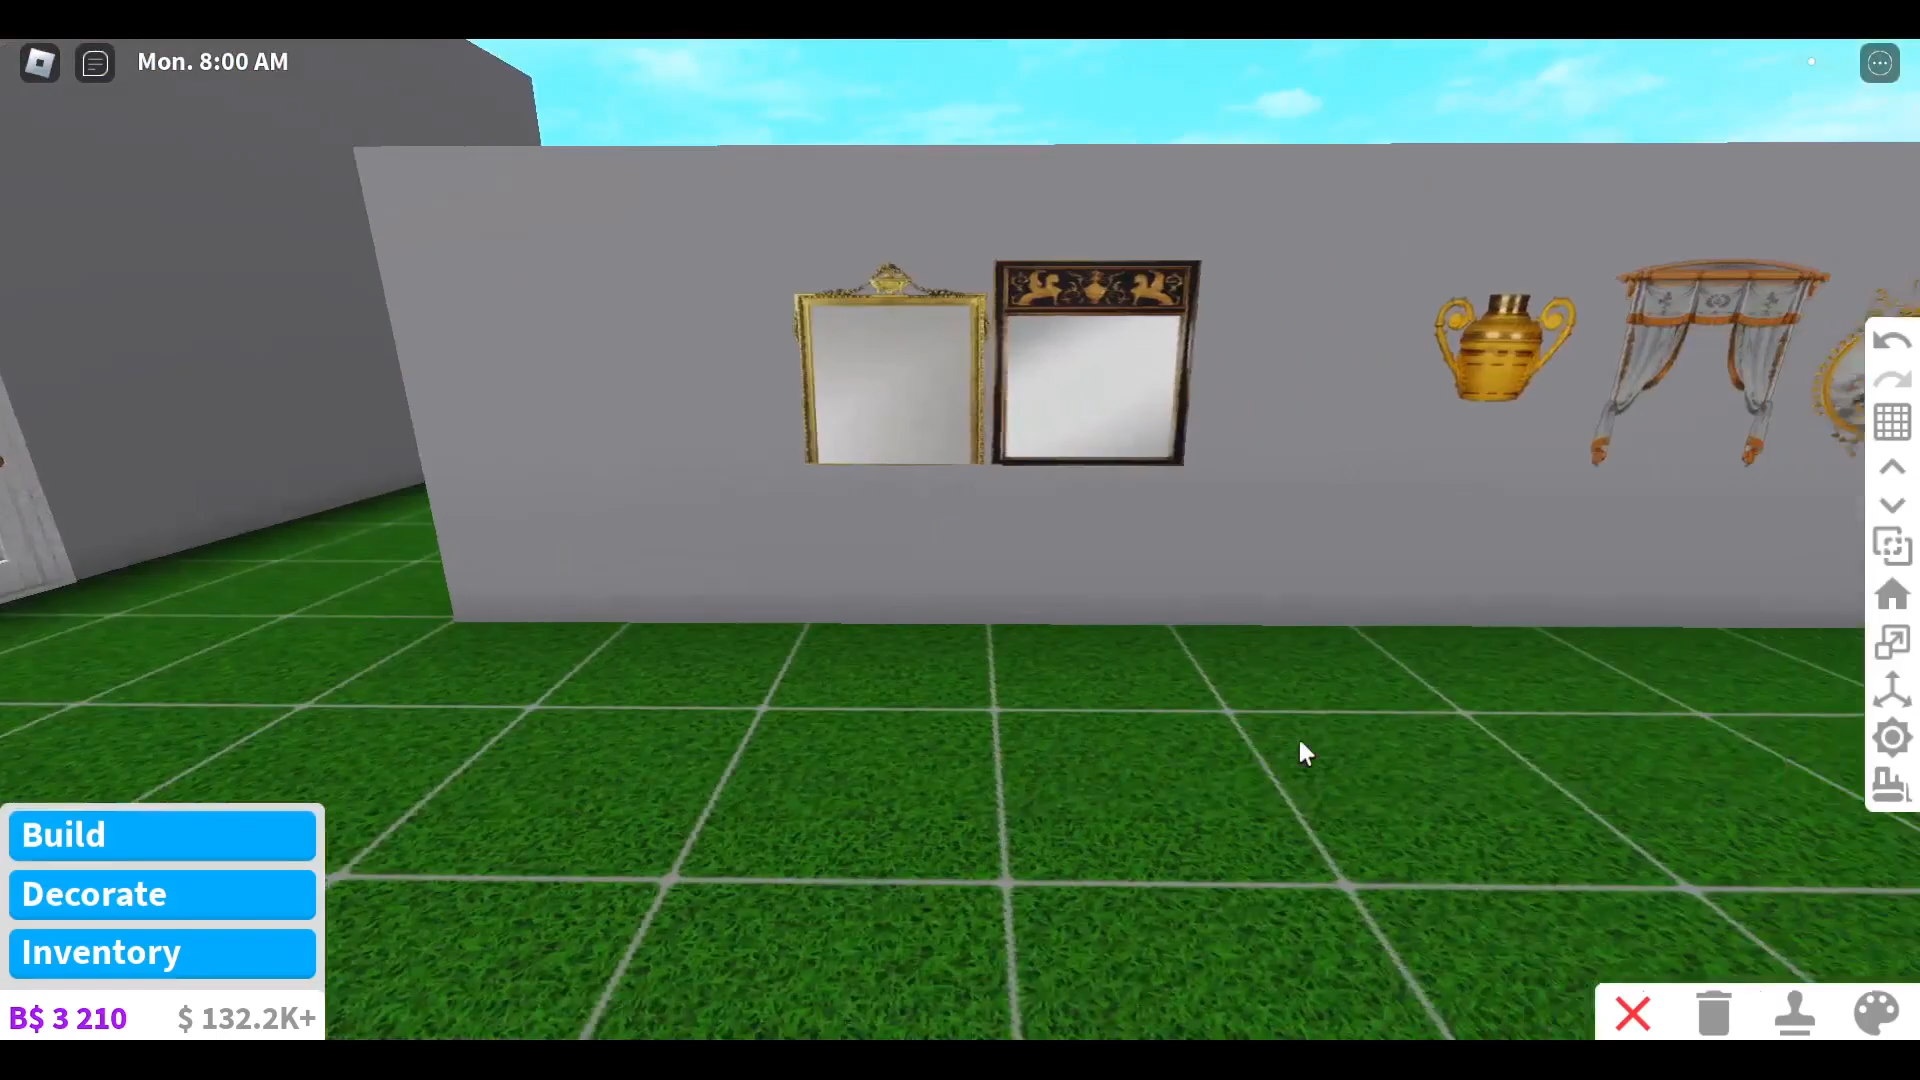 Mon. 8:00 AM
Build
Decorate
Inventory
B$ 3 210 $ 132.2K+